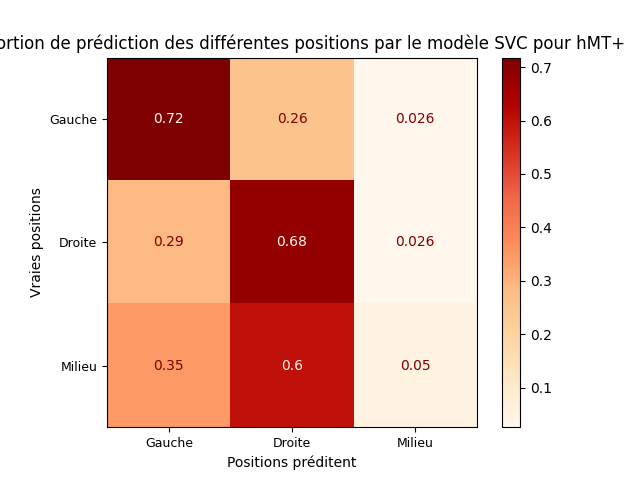 ortion de prédiction des différentes positions par le modèle SVC pour hMT+
Gauche 0.72 0.26 0.026
Droite 0.29 0.68 0.026
Milieu 0.35 0.6 0.05
Gauche Droite Milieu
Positions préditent
Vraies positions
0.7
0.6
0.5
0.4
0.3
0.2
0.1